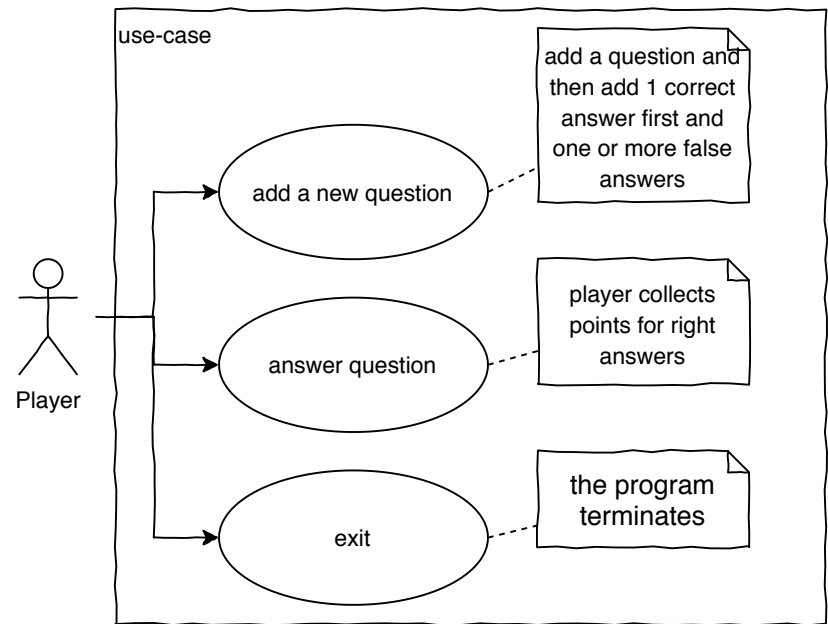 use-case
add a question and
then add 1 correct
answer first and
one or more false
answers
add a new question
player collects
points for right
answers
answer question
Player
the program
terminates
exit